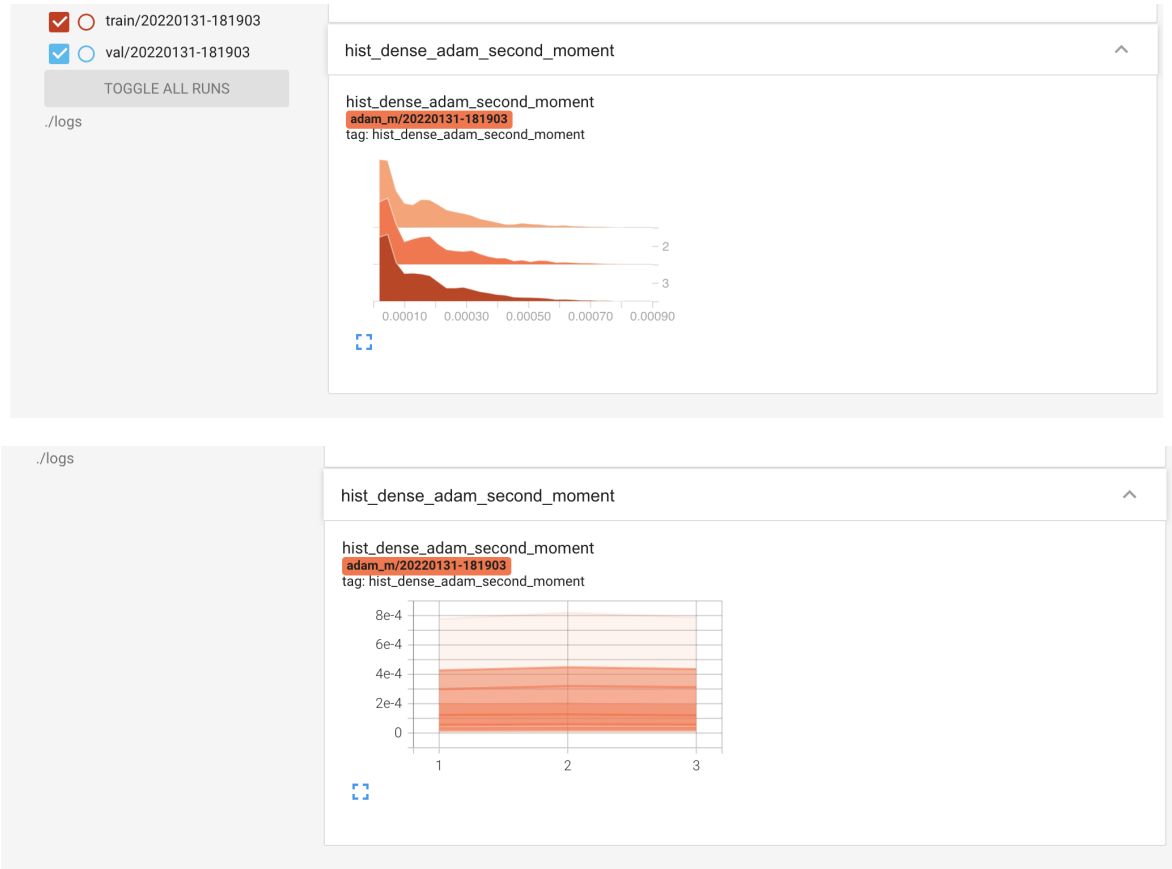 train/20220131-181903
val/20220131-181903
TOGGLE ALL RUNS
./logs
hist_dense_adam_second_moment
hist_dense_adam_second_moment
adam_m/20220131-181903
tag: hist_dense_adam_second_moment
2
3
0.00010 0.00030 0.00050 0.00070 0.00090
./logs
hist_dense_adam_second_moment
hist_dense_adam_second_moment
adam_m/20220131-181903
tag: hist_dense_adam_second_moment
8e-4
6e-4
4e-4
2e-4
0
1 2 3